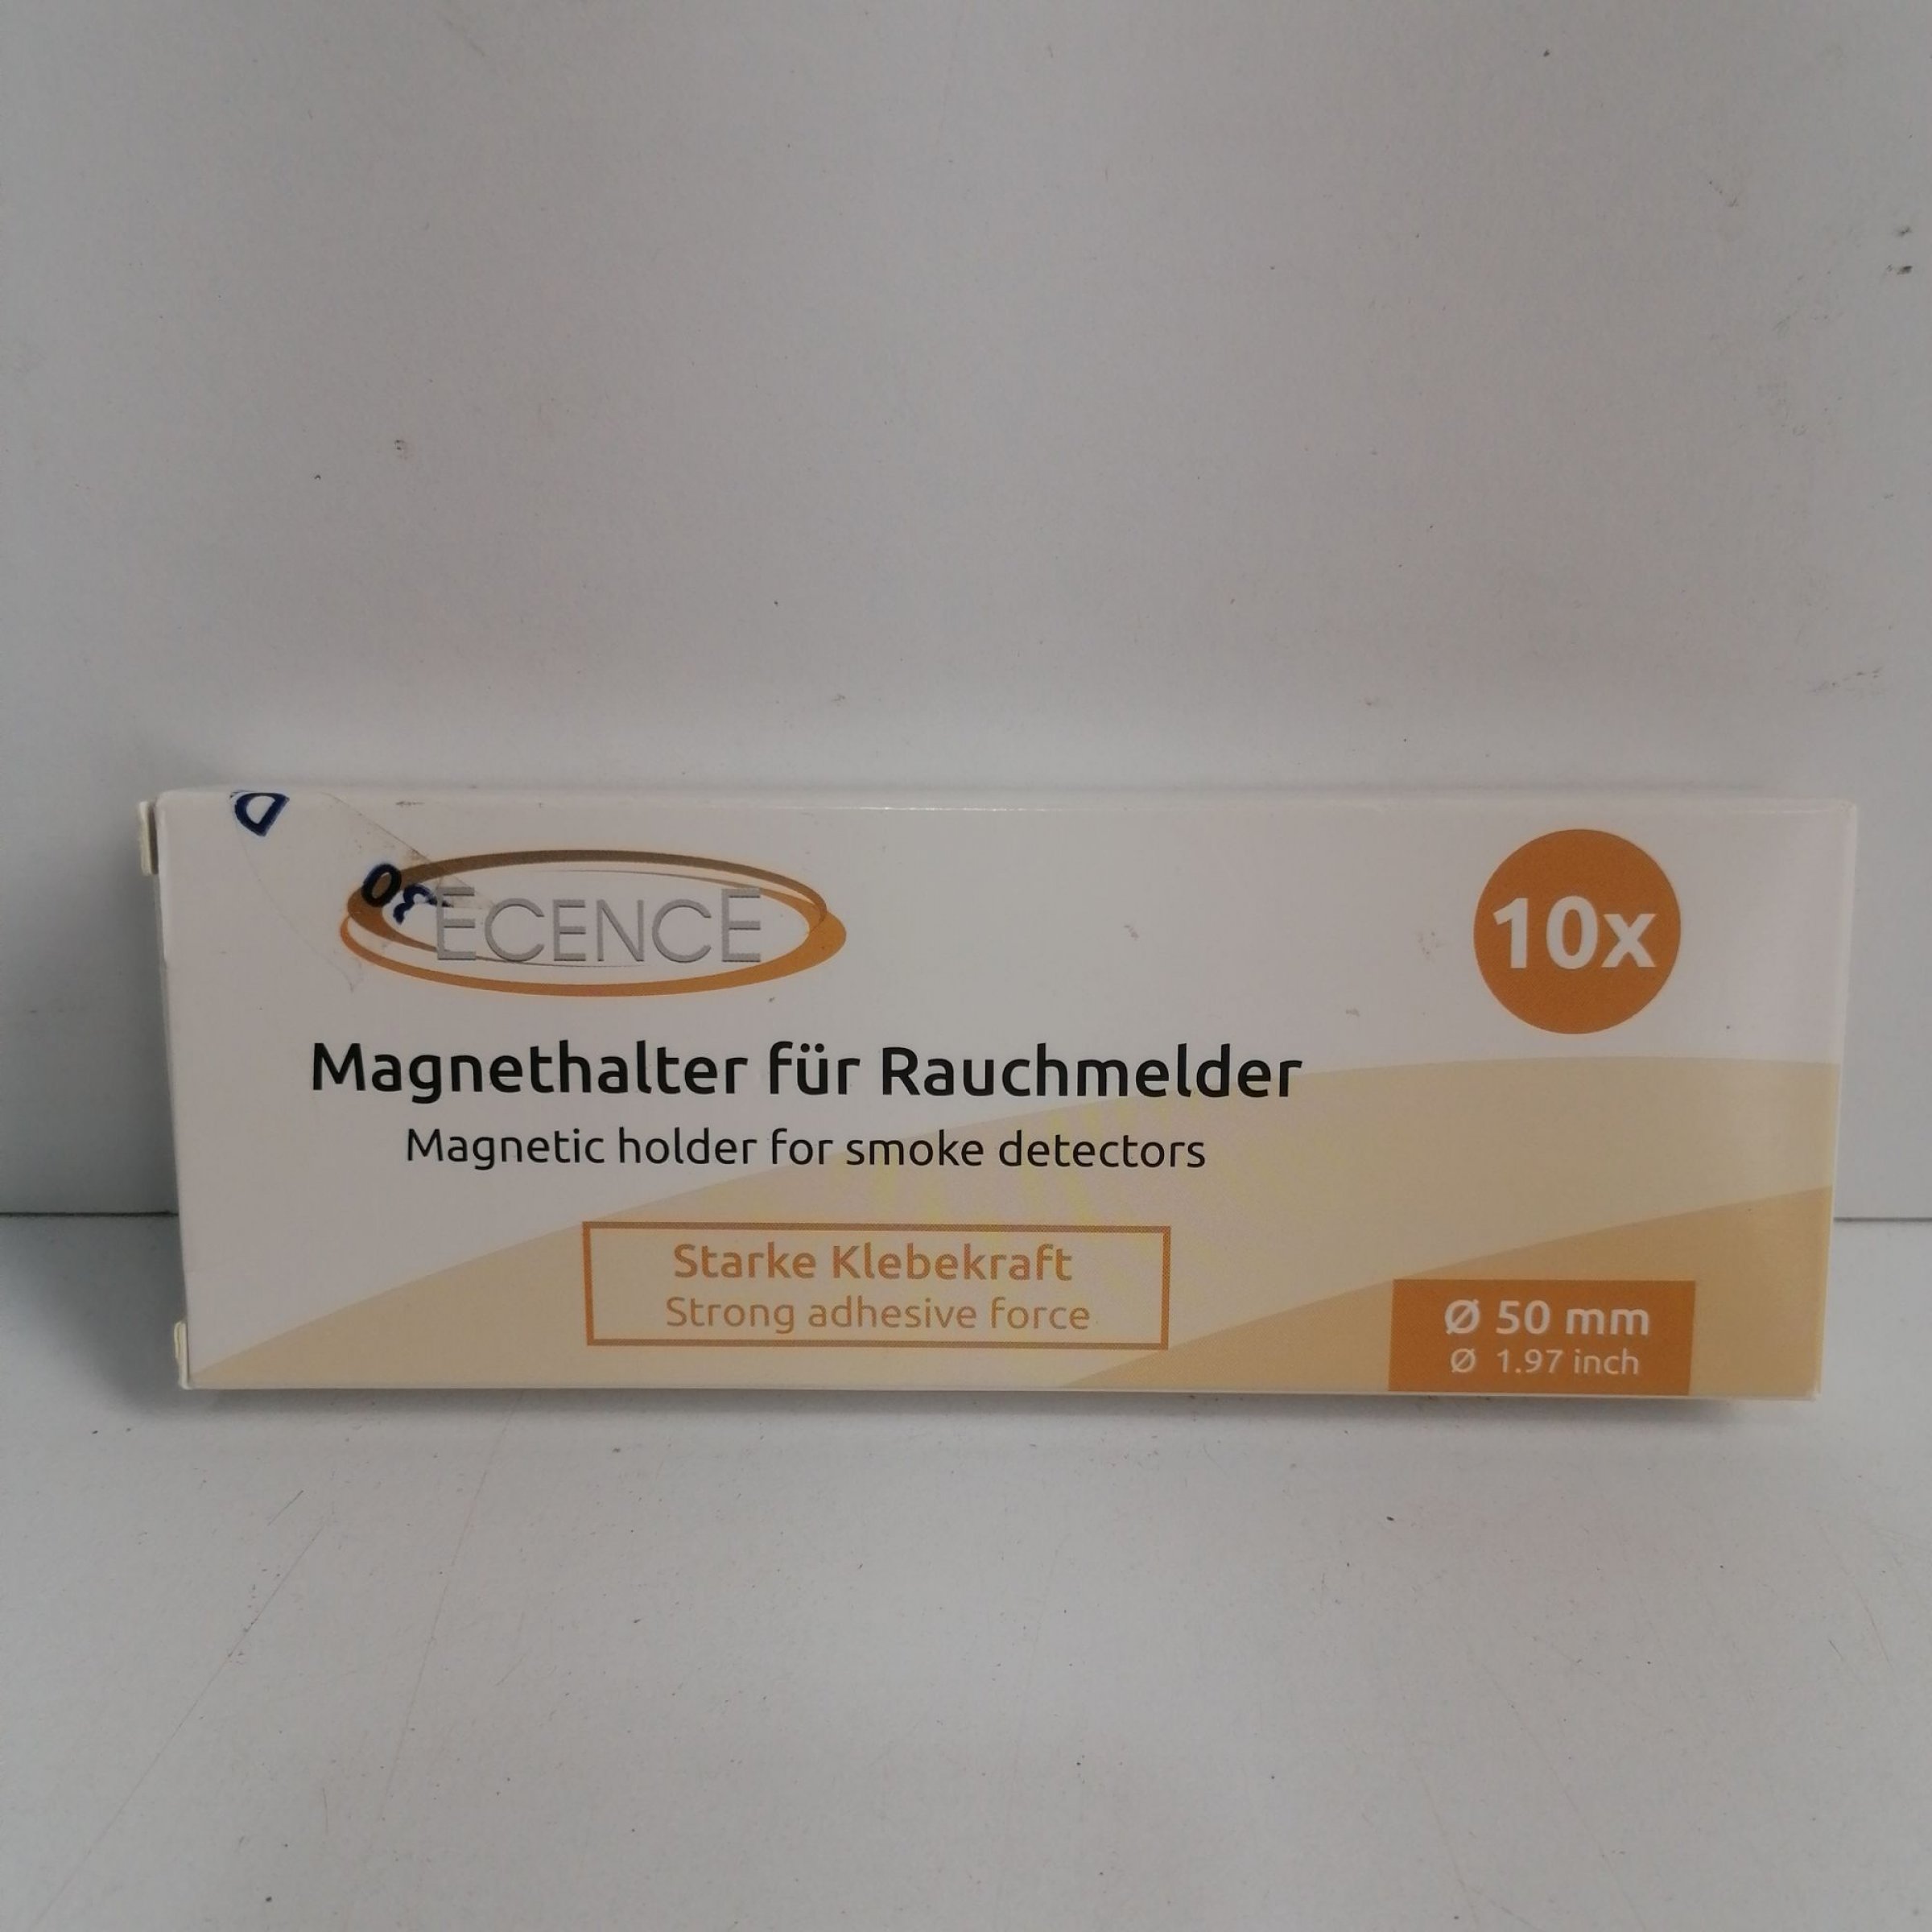 ECENCE
10x
Magnethalter für Rauchmelder
Magnetic holder for smoke detectors
Starke Klebekraft
Strong adhesive force
Ø 50 mm
Ø 1.97 inch